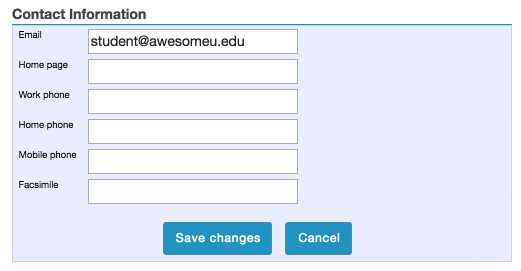 Contact Information
Email student@awesomeu.edu
Home page
Work phone
Home phone
Mobile phone
Facsimile
Save changes Cancel